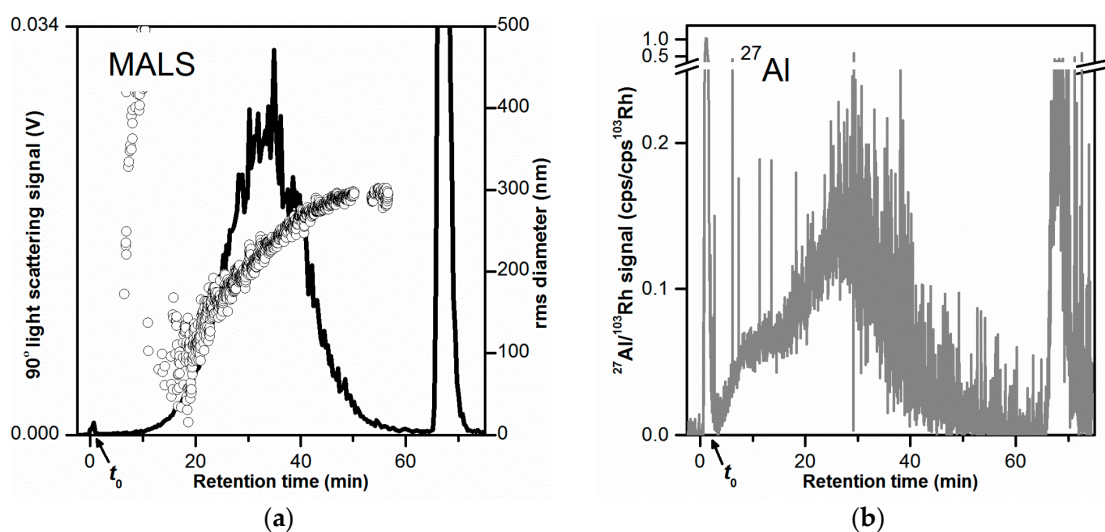 0.034
MALS
90° light scattering signal (V)
0.000
500
400
300
200
100
0
rms diameter (nm)
0 20 40 60
t₀
Retention time (min)
(a)
1.0
0.5
²⁷Al
0.2
0.1
0.0
²⁷Al/¹⁰³Rh signal (cps/cps¹⁰³Rh)
0 20 40 60
t₀
Retention time (min)
(b)